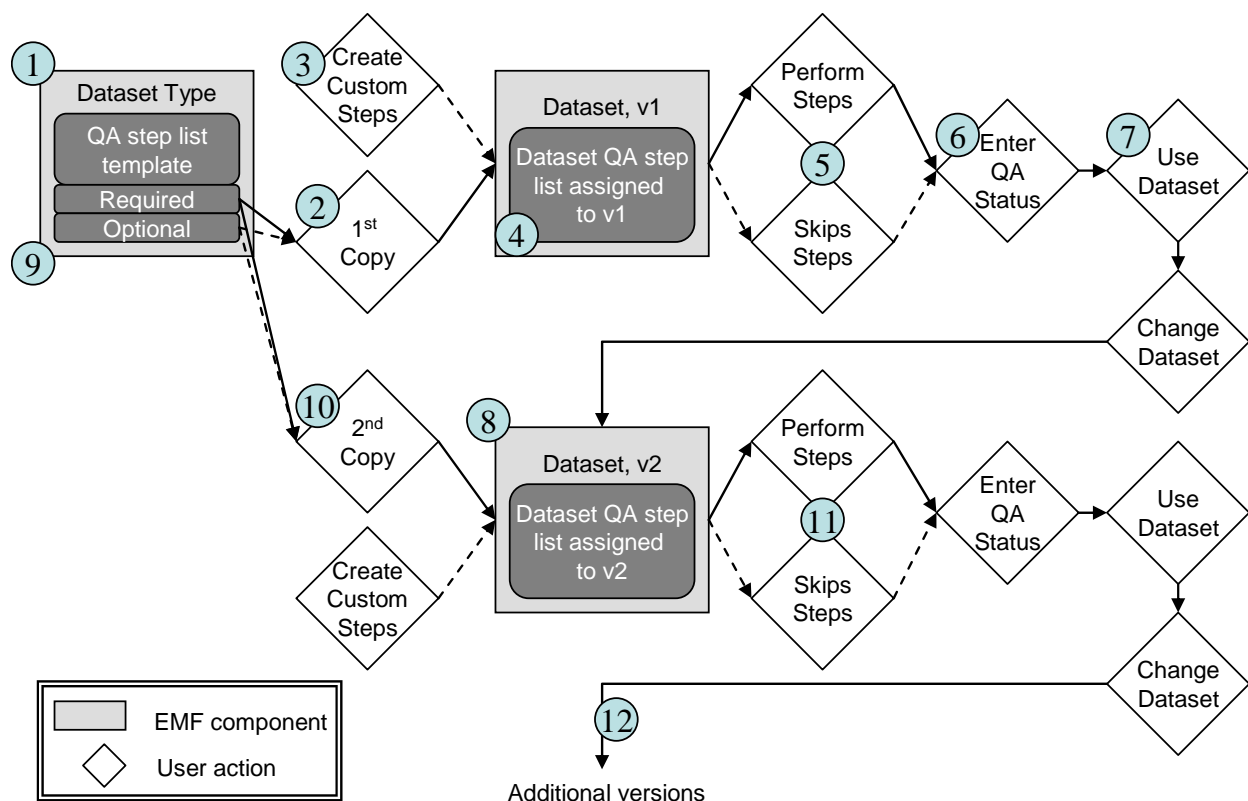 1
Dataset Type
QA step list
template
Required
Optional
9
3
Create
Custom
Steps
2
1st
Copy
Dataset, v1
Dataset QA step
list assigned
to v1
4
Perform
Steps
5
Skips
Steps
6
Enter
QA
Status
7
Use
Dataset
Change
Dataset
10
2nd
Copy
Create
Custom
Steps
8
Dataset, v2
Dataset QA step
list assigned
to v2
Perform
Steps
11
Skips
Steps
Enter
QA
Status
Use
Dataset
Change
Dataset
12
Additional versions
EMF component
User action